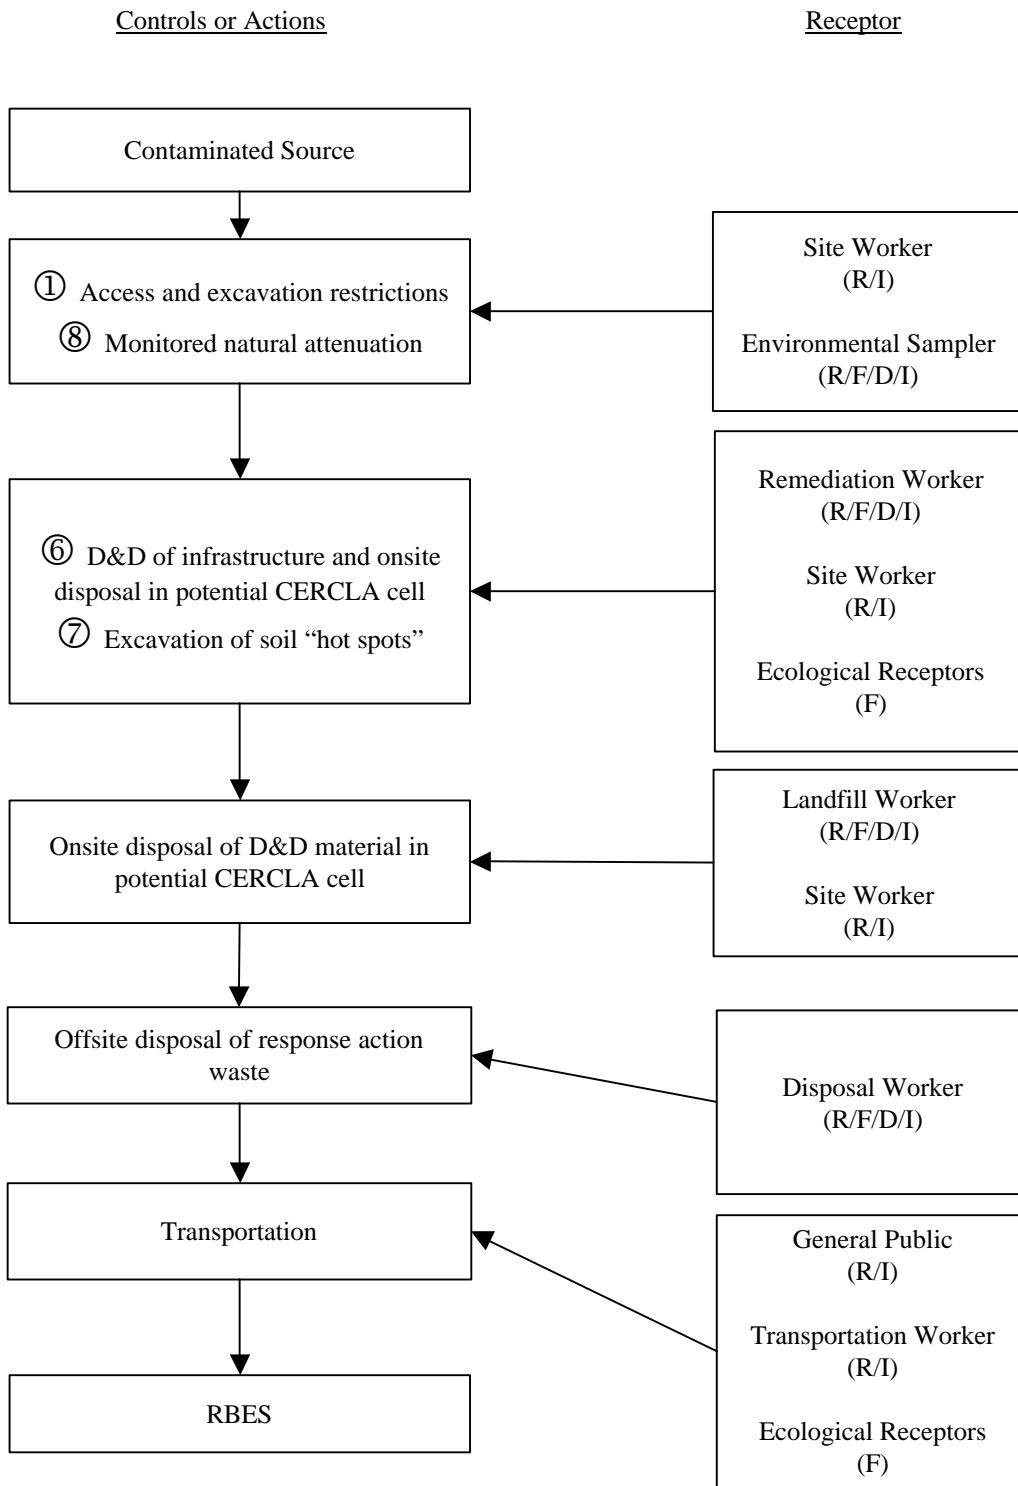 Controls or Actions
Receptor
Contaminated Source
① Access and excavation restrictions
⑧ Monitored natural attenuation
Site Worker
(R/I)
Environmental Sampler
(R/F/D/I)
⑥ D&D of infrastructure and onsite
disposal in potential CERCLA cell
⑦ Excavation of soil “hot spots”
Remediation Worker
(R/F/D/I)
Site Worker
(R/I)
Ecological Receptors
(F)
Onsite disposal of D&D material in
potential CERCLA cell
Landfill Worker
(R/F/D/I)
Site Worker
(R/I)
Offsite disposal of response action
waste
Disposal Worker
(R/F/D/I)
Transportation
General Public
(R/I)
Transportation Worker
(R/I)
Ecological Receptors
(F)
RBES